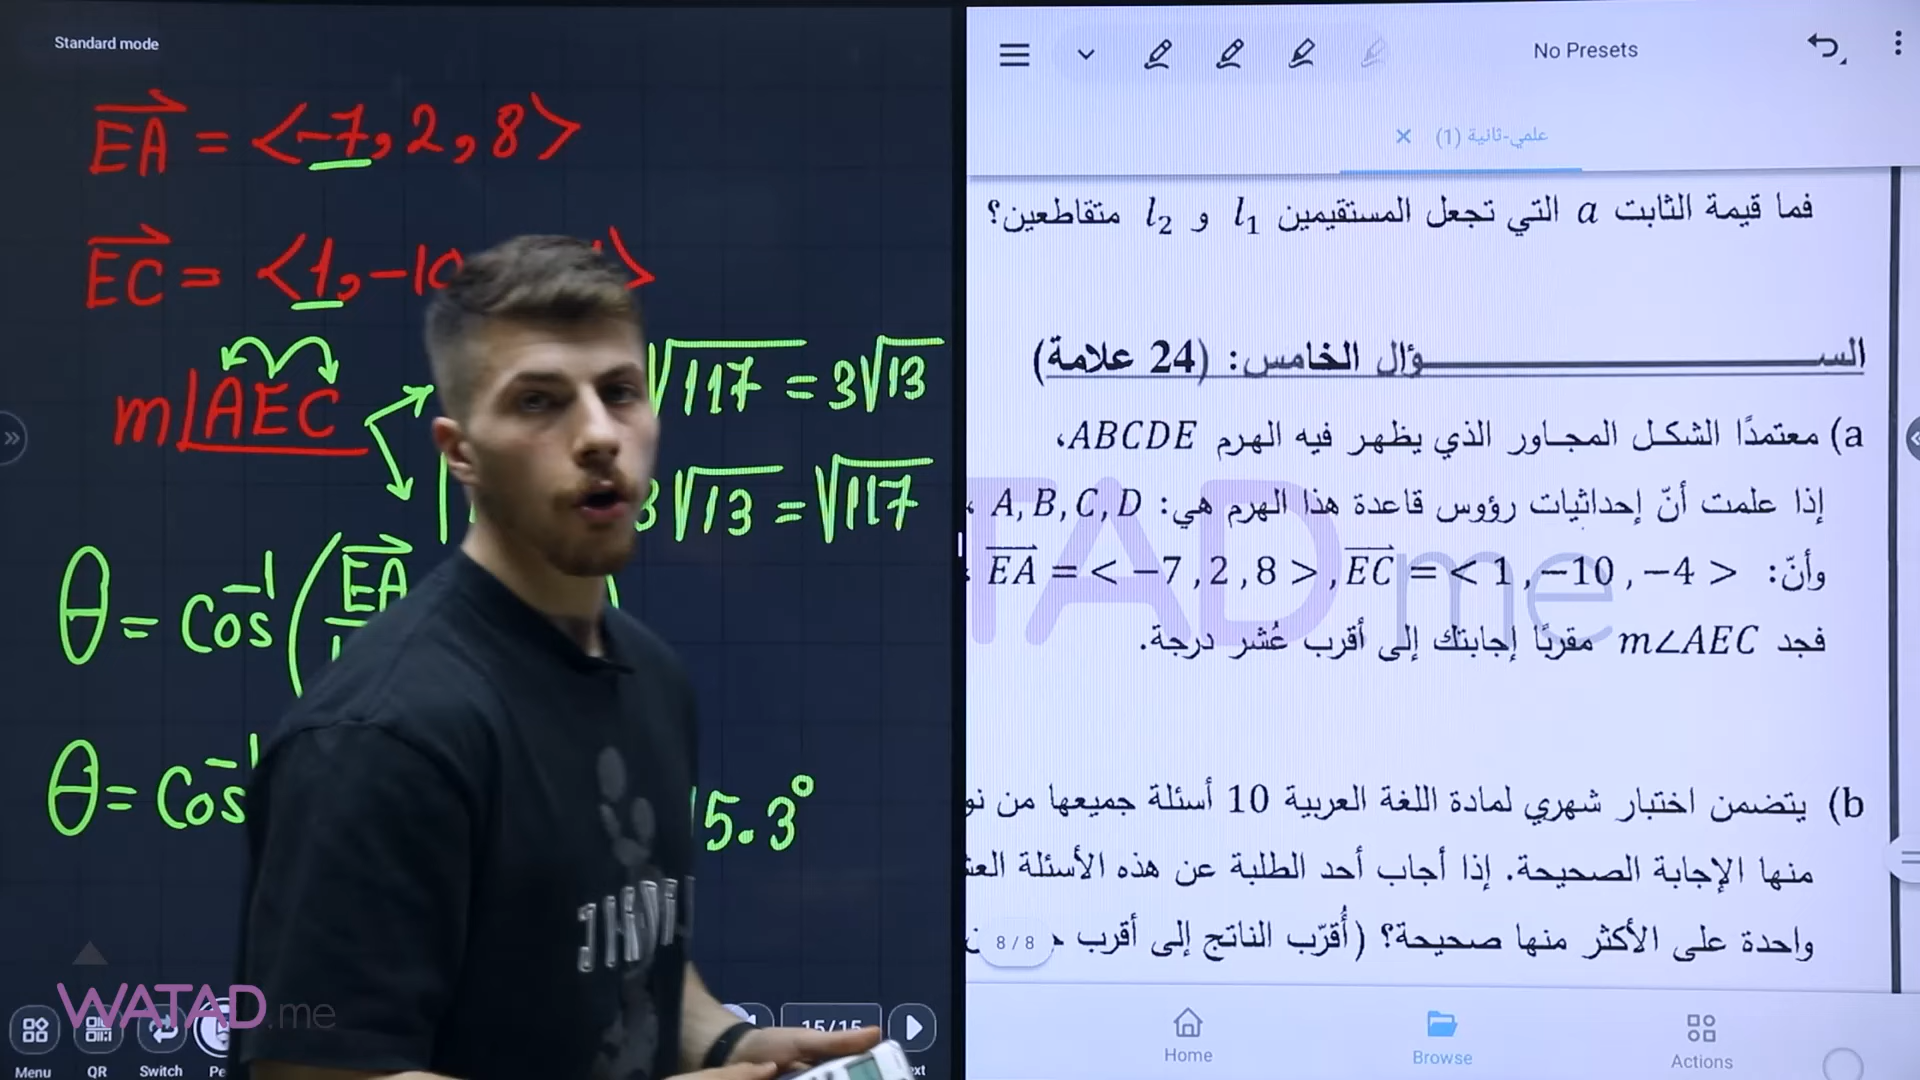 Standard mode
EA = <-7, 2, 8>
EC = <1, -10
m∠AEC
√117 = 3√13
3√13 = √117
θ = Cos⁻¹( EA
θ = Cos⁻¹
5.3°
WATAD.me
Menu
QR
Switch
15/15
No Presets
علمي-ثانية (1)
فما قيمة الثابت a التي تجعل المستقيمين l₁ و l₂ متقاطعين؟
الســــــــؤال الخامس: (24 علامة)
a) معتمدًا الشكل المجاور الذي يظهر فيه الهرم ABCDE،
إذا علمت أنّ إحداثيات رؤوس قاعدة هذا الهرم هي: A, B, C, D
وأنّ: EA = < −7 , 2 , 8 > , EC = < 1 , −10 , −4 >
فجد m∠AEC مقربًا إجابتك إلى أقرب عُشر درجة.
b) يتضمن اختبار شهري لمادة اللغة العربية 10 أسئلة جميعها من
منها الإجابة الصحيحة. إذا أجاب أحد الطلبة عن هذه الأسئلة
واحدة على الأكثر منها صحيحة؟ (أُقرّب الناتج إلى أقرب
8 / 8
Home
Browse
Actions